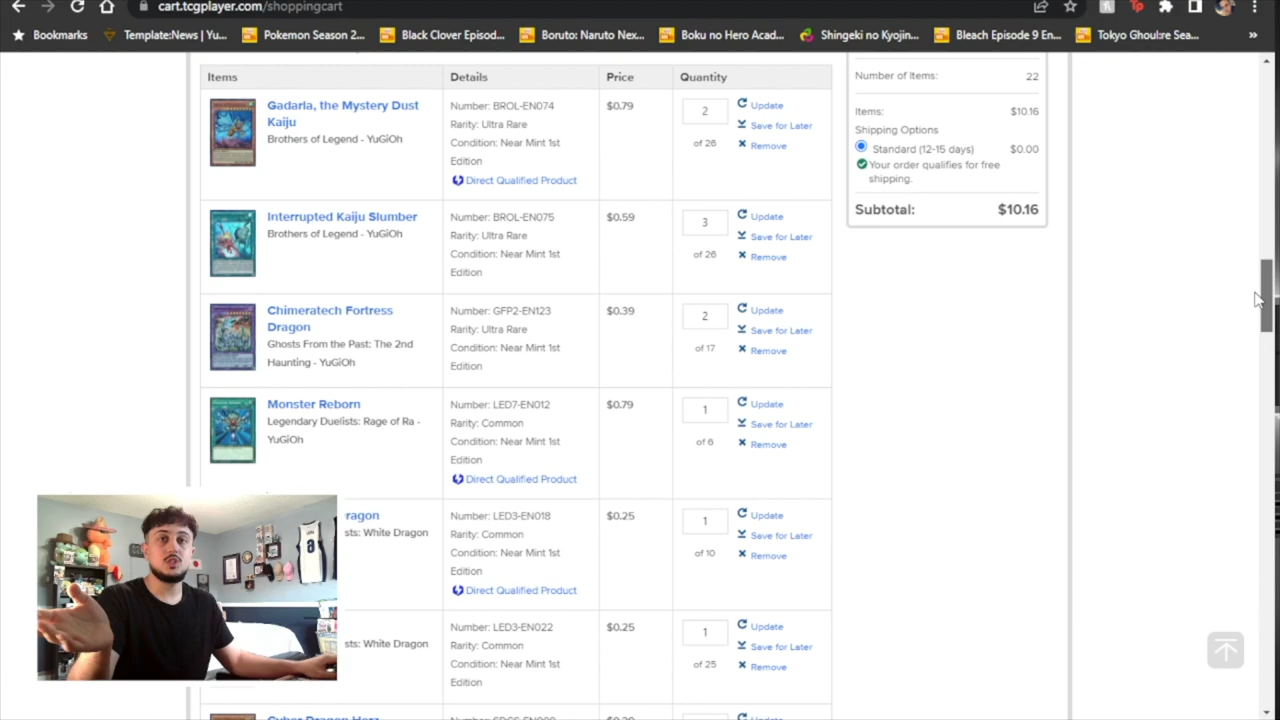 cart.tcgplayer.com/shoppingcart
Bookmarks
Template:News | Yu...
Pokemon Season 2...
Black Clover Episod...
Boruto: Naruto Nex...
Boku no Hero Acad...
Shingeki no Kyojin...
Bleach Episode 9 En...
Tokyo Ghoul:re Sea...
»
Items Details Price Quantity
Gadarla, the Mystery Dust
Kaiju
Brothers of Legend - YuGiOh
Number: BROL-EN074
Rarity: Ultra Rare
Condition: Near Mint 1st
Edition
Direct Qualified Product
$0.79
2
of 26
Update
Save for Later
Remove
Interrupted Kaiju Slumber
Brothers of Legend - YuGiOh
Number: BROL-EN075
Rarity: Ultra Rare
Condition: Near Mint 1st
Edition
$0.59
3
of 26
Update
Save for Later
Remove
Chimeratech Fortress
Dragon
Ghosts From the Past: The 2nd
Haunting - YuGiOh
Number: GFP2-EN123
Rarity: Ultra Rare
Condition: Near Mint 1st
Edition
$0.39
2
of 17
Update
Save for Later
Remove
Monster Reborn
Legendary Duelists: Rage of Ra -
YuGiOh
Number: LED7-EN012
Rarity: Common
Condition: Near Mint 1st
Edition
Direct Qualified Product
$0.79
1
of 6
Update
Save for Later
Remove
ragon
sts: White Dragon
Number: LED3-EN018
Rarity: Common
Condition: Near Mint 1st
Edition
Direct Qualified Product
$0.25
1
of 10
Update
Save for Later
Remove
sts: White Dragon
Number: LED3-EN022
Rarity: Common
Condition: Near Mint 1st
Edition
$0.25
1
of 25
Update
Save for Later
Remove
Number of Items: 22
Items: $10.16
Shipping Options
Standard (12-15 days) $0.00
Your order qualifies for free
shipping.
Subtotal: $10.16
8